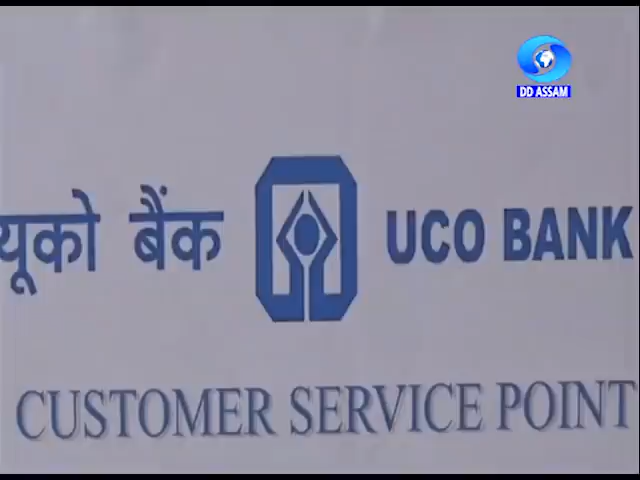 DD ASSAM
यूको बैंक UCO BANK
CUSTOMER SERVICE POINT